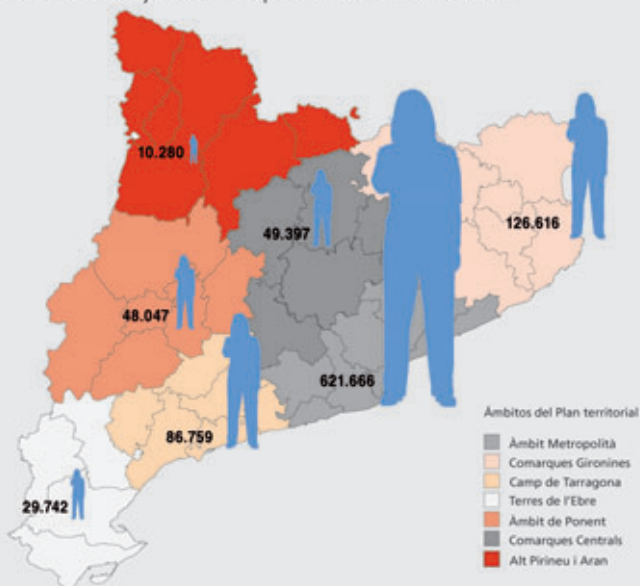 10.280
49.397
126.616
48.047
621.666
86.759
29.742
Àmbitos del Plan territorial
Àmbit Metropolità
Comarques Gironines
Camp de Tarragona
Terres de l'Ebre
Àmbit de Ponent
Comarques Centrals
Alt Pirineu i Aran